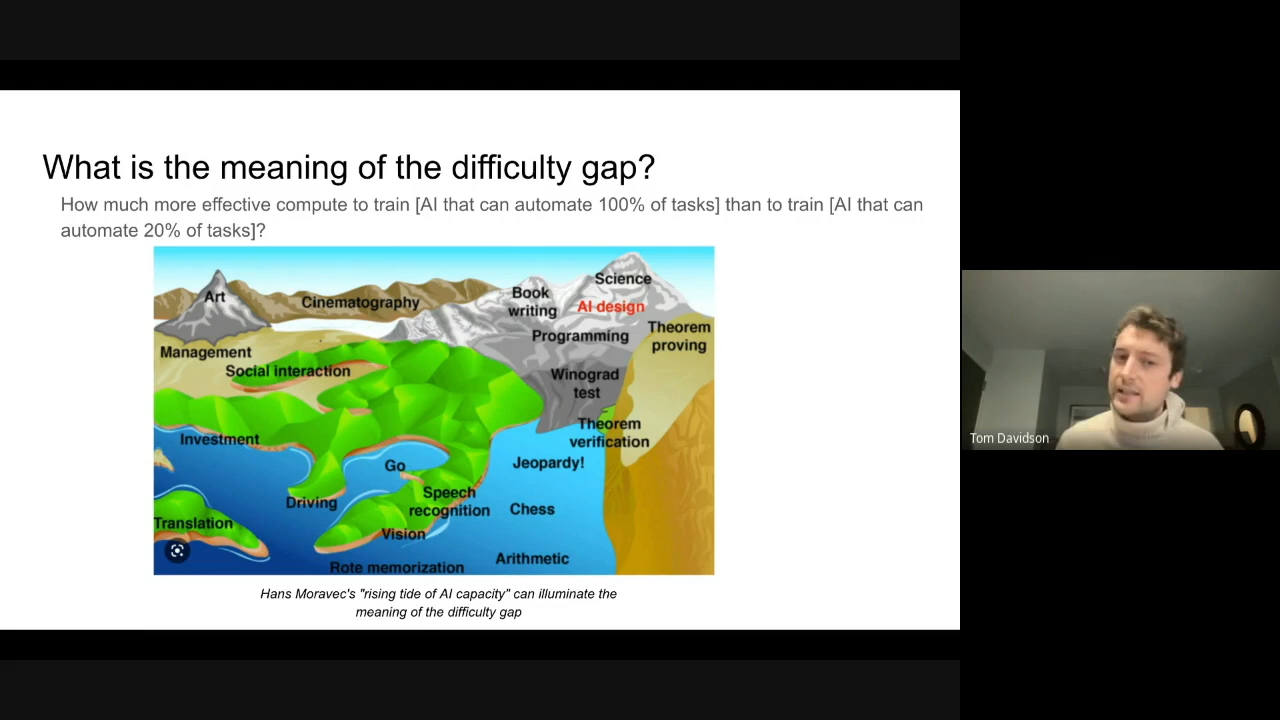 What is the meaning of the difficulty gap?
How much more effective compute to train [AI that can automate 100% of tasks] than to train [AI that can
automate 20% of tasks]?
Science
Art
Cinematography
Book
writing
AI design
Programming
Theorem
proving
Management
Social interaction
Winograd
test
Investment
Theorem
verification
Go
Jeopardy!
Driving
Speech
recognition
Chess
Translation
Vision
Arithmetic
Rote memorization
Hans Moravec's "rising tide of AI capacity" can illuminate the
meaning of the difficulty gap
Tom Davidson